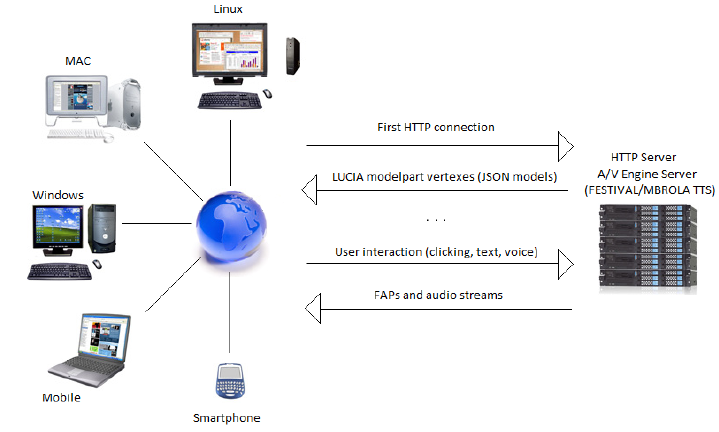 Linux
MAC
First HTTP connection
HTTP Server
A/V Engine Server
(FESTIVAL/MBROLA TTS)
LUCIA modelpart vertexes (JSON models)
Windows
. . .
User interaction (clicking, text, voice)
FAPs and audio streams
Mobile
Smartphone